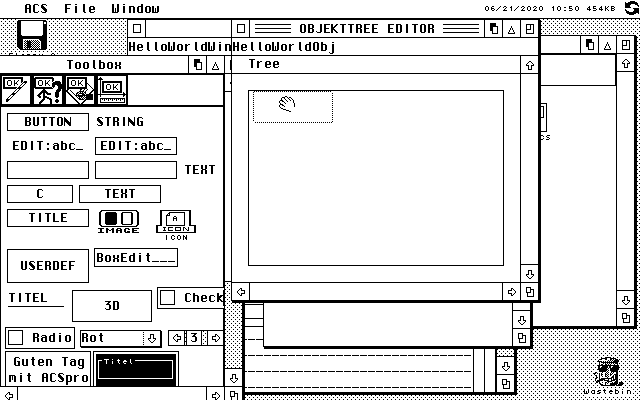 ACS File Window 06/21/2020 10:50 454KB
OBJEKTTREE EDITOR
HelloWorldWin HelloWorldObj
Toolbox
Tree
OK OK OK OK
BUTTON STRING
EDIT:abc_ EDIT:abc_
TEXT
C TEXT
TITLE IMAGE A ICON
ICON
USERDEF BoxEdit___
TITEL 3D Check
Radio Rot 3
Guten Tag Titel
mit ACSpro
Wastebin